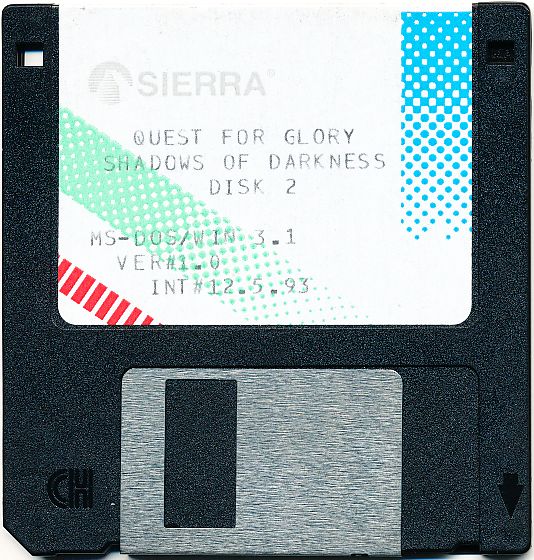 SIERRA®
QUEST FOR GLORY
SHADOWS OF DARKNESS
DISK 2
MS-DOS/WIN 3.1
VER#1.0
INT#12.5.93